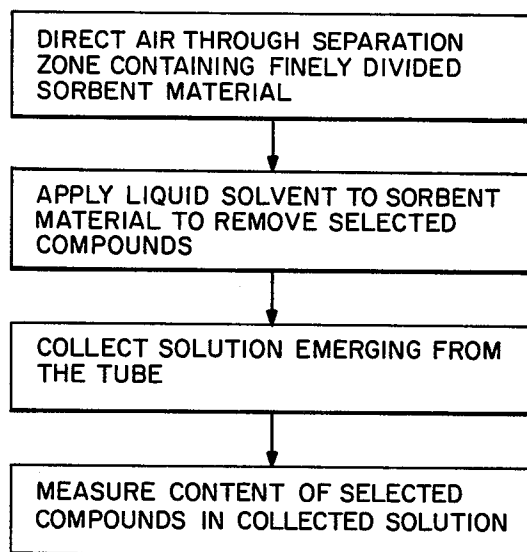 DIRECT AIR THROUGH SEPARATION
ZONE CONTAINING FINELY DIVIDED
SORBENT MATERIAL
APPLY LIQUID SOLVENT TO SORBENT
MATERIAL TO REMOVE SELECTED
COMPOUNDS
COLLECT SOLUTION EMERGING FROM
THE TUBE
MEASURE CONTENT OF SELECTED
COMPOUNDS IN COLLECTED SOLUTION